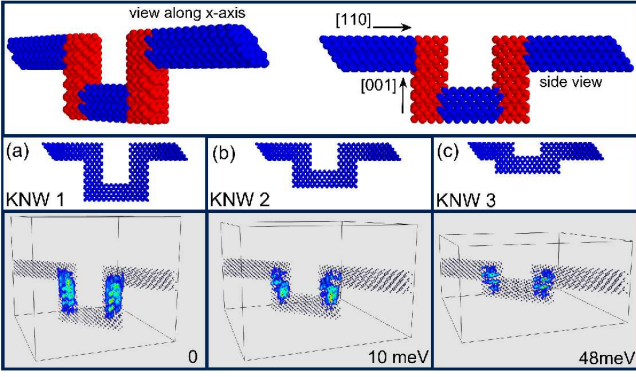 view along x-axis
[110]
[001]
side view
(a)
KNW 1
(b)
KNW 2
(c)
KNW 3
0
10 meV
48meV